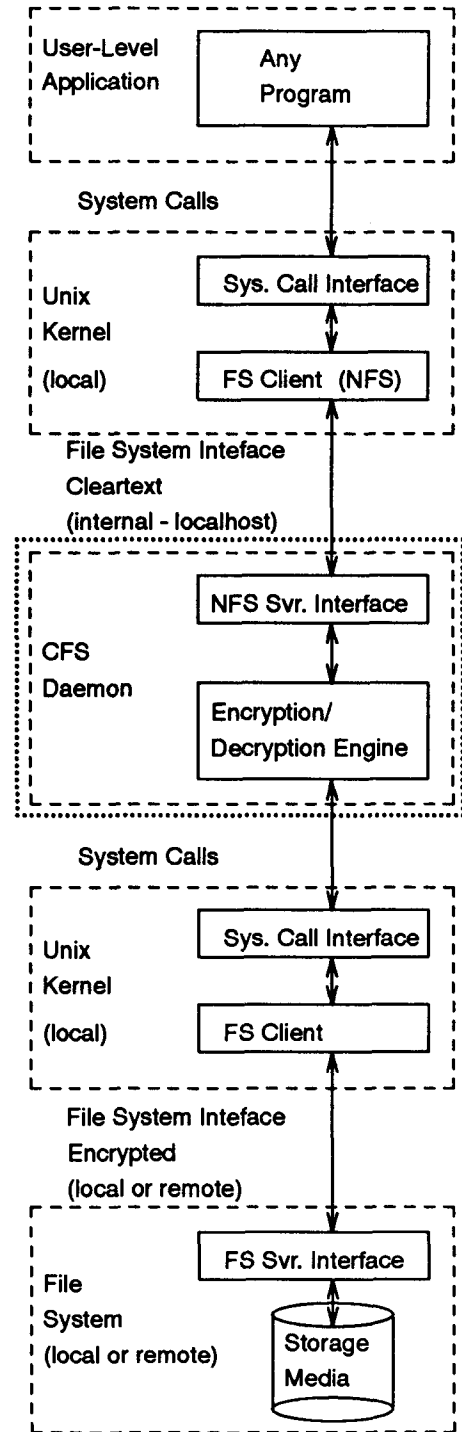 User-Level
Application
Any
Program
System Calls
Unix
Kernel
(local)
Sys. Call Interface
FS Client (NFS)
File System Inteface
Cleartext
(internal - localhost)
CFS
Daemon
NFS Svr. Interface
Encryption/
Decryption Engine
System Calls
Unix
Kernel
(local)
Sys. Call Interface
FS Client
File System Inteface
Encrypted
(local or remote)
File
System
(local or remote)
FS Svr. Interface
Storage
Media